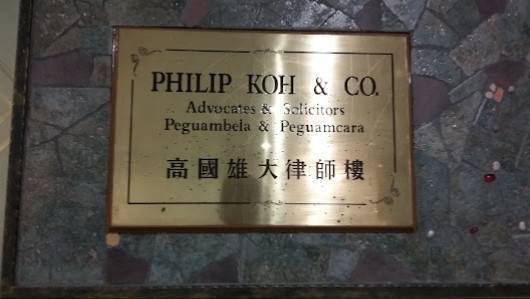 PHILIP KOH & CO.
Advocates & Solicitors
Peguambela & Peguamcara
高國雄大律師樓